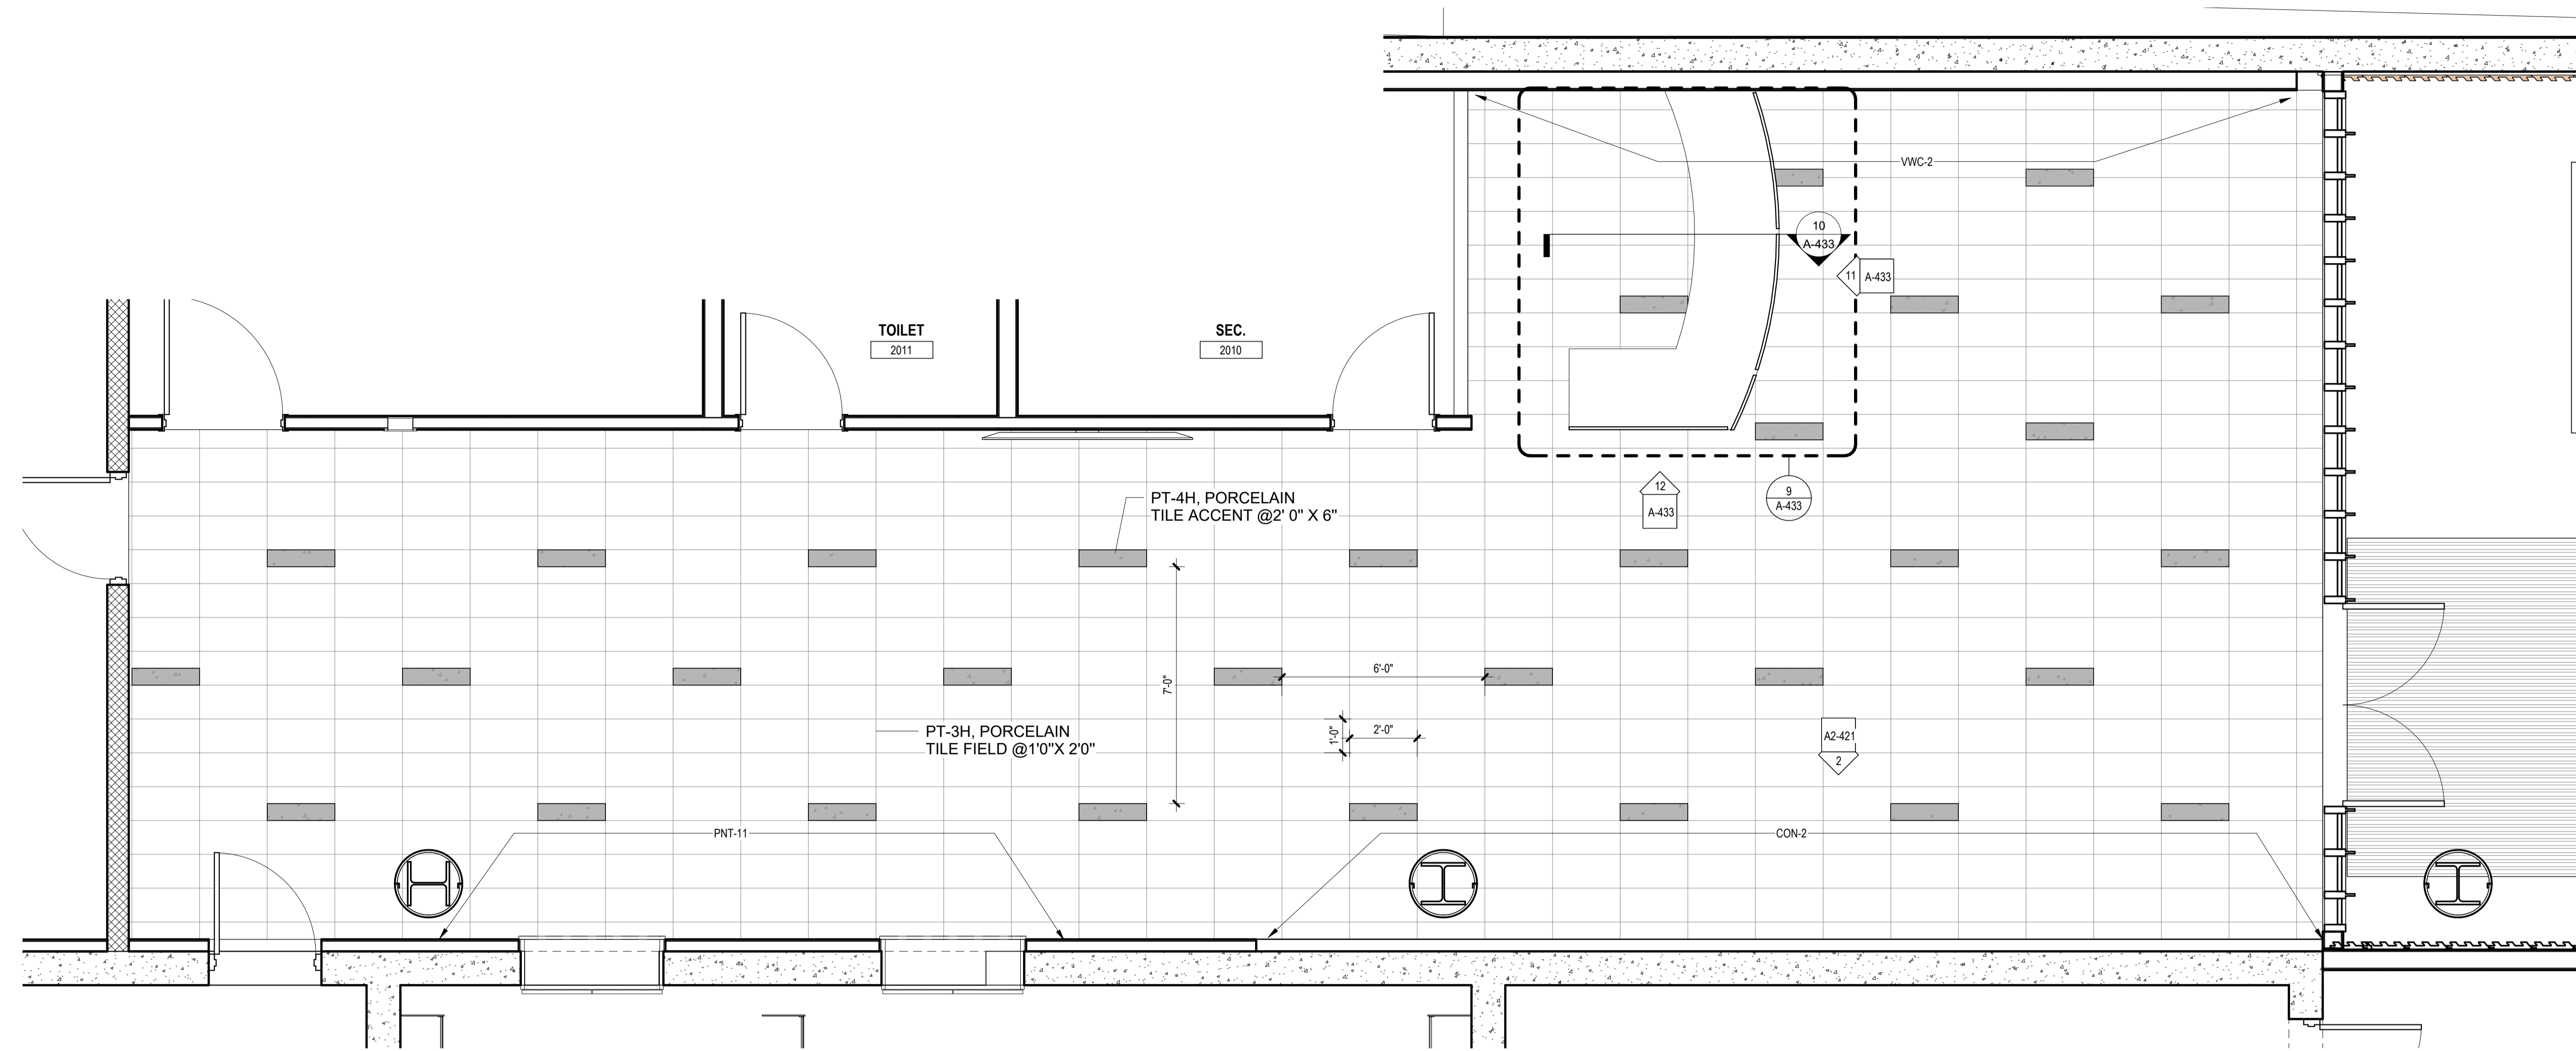 VWC-2
10
A-433
11 A-433
TOILET
2011
SEC.
2010
12
A-433
9
A-433
PT-4H, PORCELAIN
TILE ACCENT @2' 0" X 6"
6'-0"
7'-0"
PT-3H, PORCELAIN
TILE FIELD @1'0"X 2'0"
1'-0"
2'-0"
A2-421
2
PNT-11
CON-2